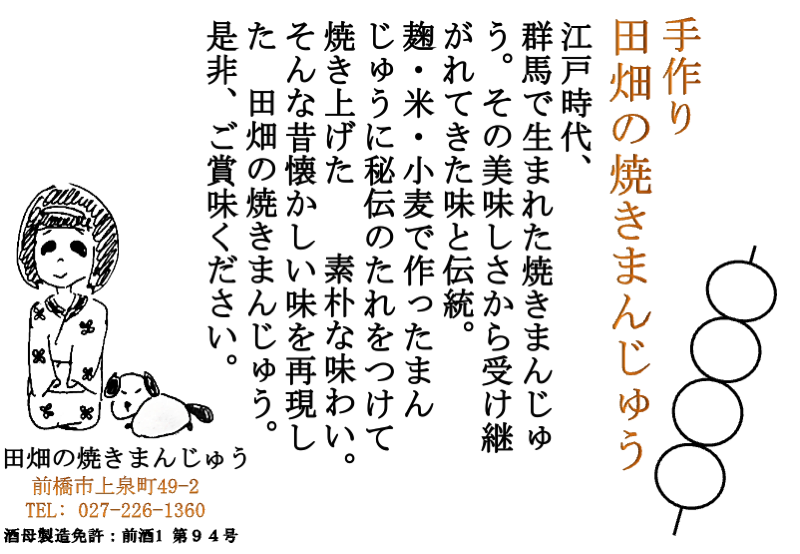 手作り
田畑の焼きまんじゅう
江戸時代、
群馬で生まれた焼きまんじゅ
う。その美味しさから受け継
がれてきた味と伝統。
麹・米・小麦で作ったまん
じゅうに秘伝のたれをつけて
焼き上げた　素朴な味わい。
そんな昔懐かしい味を再現し
た　田畑の焼きまんじゅう。
是非、ご賞味ください。
田畑の焼きまんじゅう
前橋市上泉町49-2
TEL: 027-226-1360
酒母製造免許：前酒1 第９４号